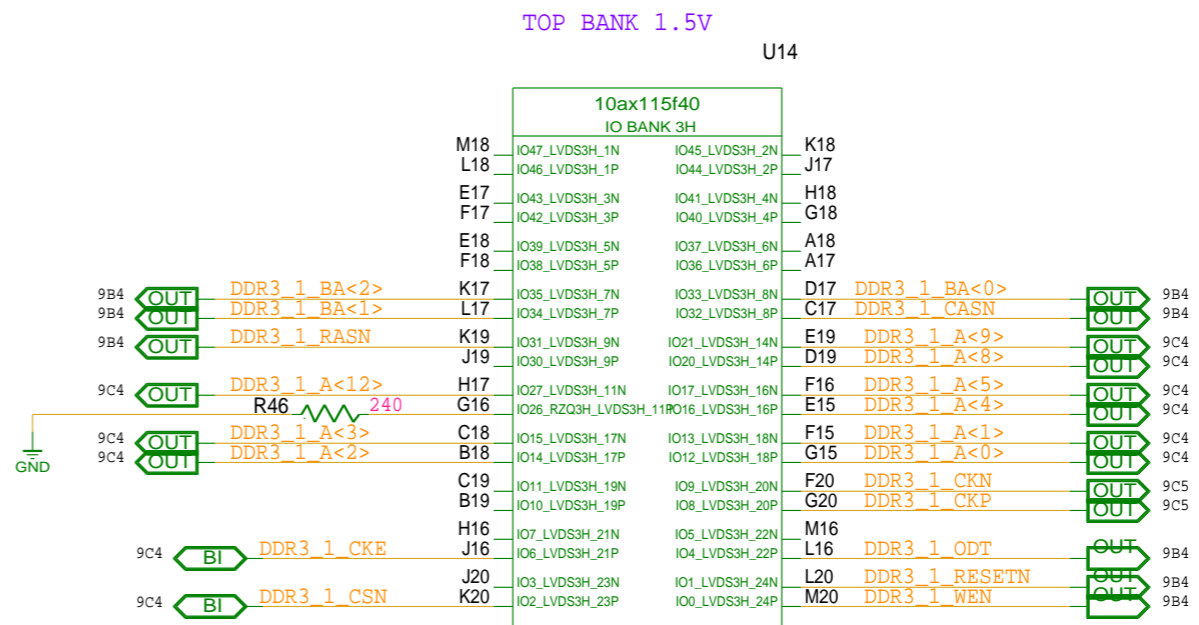 TOP BANK 1.5V
U14
10ax115f40
IO BANK 3H
M18 IO47_LVDS3H_1N IO45_LVDS3H_2N K18
L18 IO46_LVDS3H_1P IO44_LVDS3H_2P J17
E17 IO43_LVDS3H_3N IO41_LVDS3H_4N H18
F17 IO42_LVDS3H_3P IO40_LVDS3H_4P G18
E18 IO39_LVDS3H_5N IO37_LVDS3H_6N A18
F18 IO38_LVDS3H_5P IO36_LVDS3H_6P A17
9B4 OUT DDR3_1_BA<2> K17 IO35_LVDS3H_7N IO33_LVDS3H_8N D17 DDR3_1_BA<0> OUT 9B4
9B4 OUT DDR3_1_BA<1> L17 IO34_LVDS3H_7P IO32_LVDS3H_8P C17 DDR3_1_CASN OUT 9B4
9B4 OUT DDR3_1_RASN K19 IO31_LVDS3H_9N IO21_LVDS3H_14N E19 DDR3_1_A<9> OUT 9C4
J19 IO30_LVDS3H_9P IO20_LVDS3H_14P D19 DDR3_1_A<8> OUT 9C4
9C4 OUT DDR3_1_A<12> H17 IO27_LVDS3H_11N IO17_LVDS3H_16N F16 DDR3_1_A<5> OUT 9C4
R46 240 G16 IO26_RZQ3H_LVDS3H_11P IO16_LVDS3H_16P E15 DDR3_1_A<4> OUT 9C4
9C4 OUT DDR3_1_A<3> C18 IO15_LVDS3H_17N IO13_LVDS3H_18N F15 DDR3_1_A<1> OUT 9C4
9C4 OUT DDR3_1_A<2> B18 IO14_LVDS3H_17P IO12_LVDS3H_18P G15 DDR3_1_A<0> OUT 9C4
GND
C19 IO11_LVDS3H_19N IO9_LVDS3H_20N F20 DDR3_1_CKN OUT 9C5
B19 IO10_LVDS3H_19P IO8_LVDS3H_20P G20 DDR3_1_CKP OUT 9C5
H16 IO7_LVDS3H_21N IO5_LVDS3H_22N M16
9C4 BI DDR3_1_CKE J16 IO6_LVDS3H_21P IO4_LVDS3H_22P L16 DDR3_1_ODT OUT 9B4
J20 IO3_LVDS3H_23N IO1_LVDS3H_24N L20 DDR3_1_RESETN OUT 9B4
9C4 BI DDR3_1_CSN K20 IO2_LVDS3H_23P IO0_LVDS3H_24P M20 DDR3_1_WEN OUT 9B4